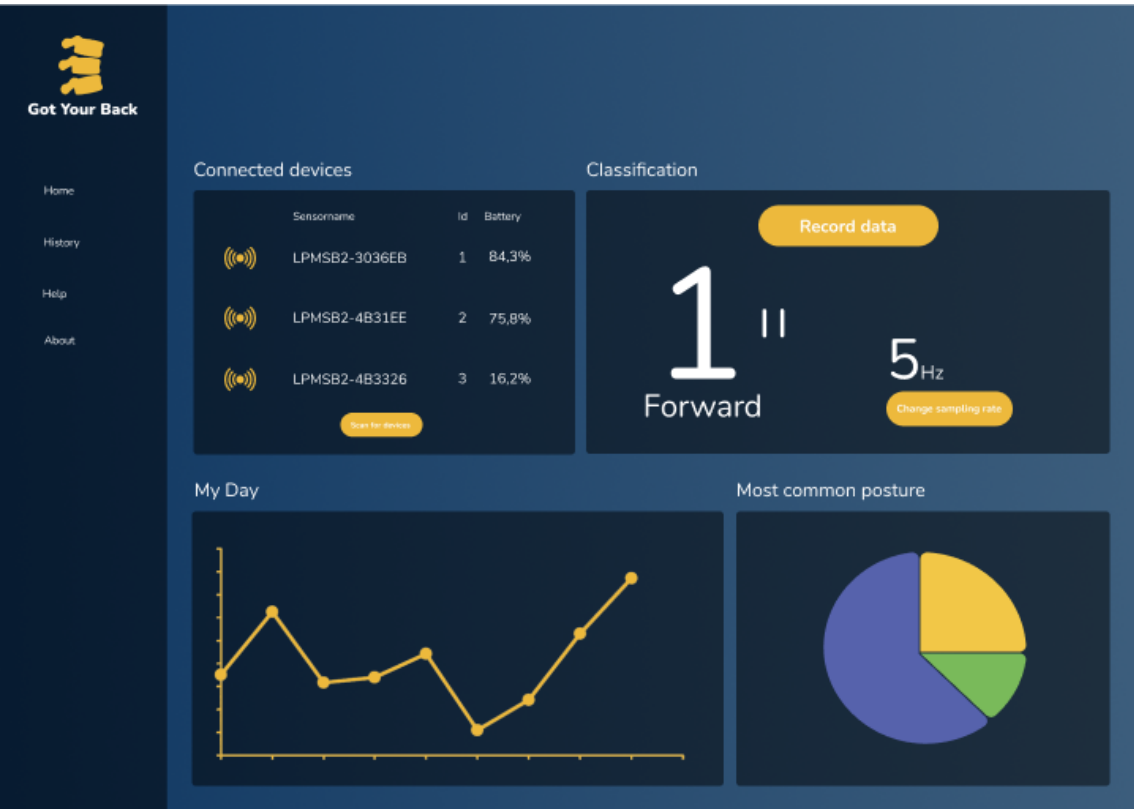 Got Your Back
Home
History
Help
About
Connected devices
Sensorname Id Battery
LPMSB2-3036EB 1 84,3%
LPMSB2-4B31EE 2 75,8%
LPMSB2-4B3326 3 16,2%
Scan for devices
Classification
Record data
1
Forward
5Hz
Change sampling rate
My Day
Most common posture